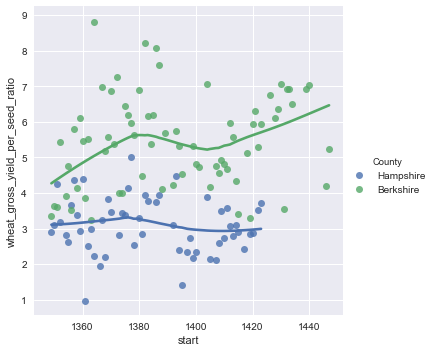 9
8
7
6
5
4
3
2
1
wheat_gross_yield_per_seed_ratio
1360 1380 1400 1420 1440
start
County
Hampshire
Berkshire